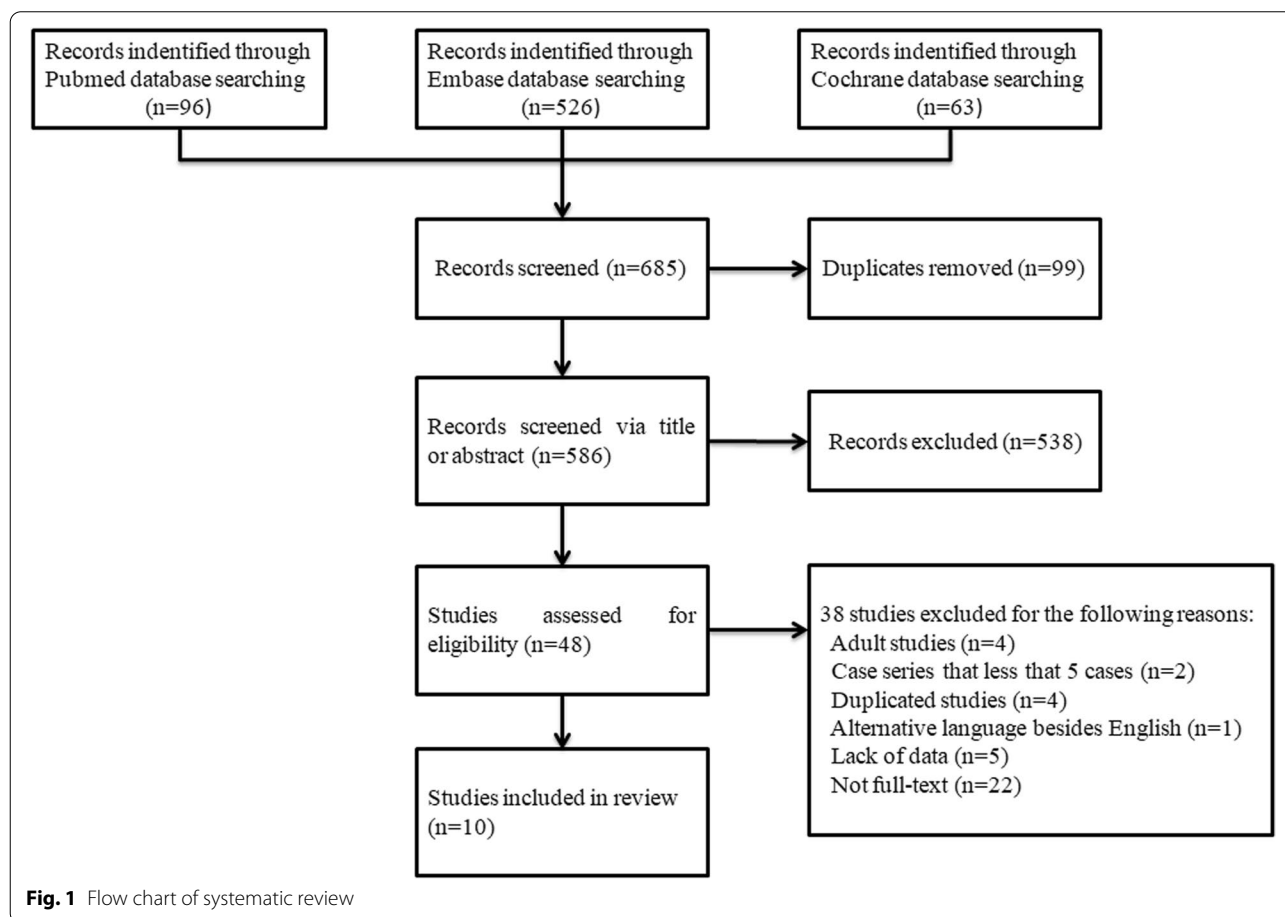 Records indentified through
Pubmed database searching
(n=96)
Records indentified through
Embase database searching
(n=526)
Records indentified through
Cochrane database searching
(n=63)
Records screened (n=685)
Duplicates removed (n=99)
Records screened via title
or abstract (n=586)
Records excluded (n=538)
Studies assessed for
eligibility (n=48)
38 studies excluded for the following reasons:
Adult studies (n=4)
Case series that less that 5 cases (n=2)
Duplicated studies (n=4)
Alternative language besides English (n=1)
Lack of data (n=5)
Not full-text (n=22)
Studies included in review
(n=10)
Fig. 1 Flow chart of systematic review